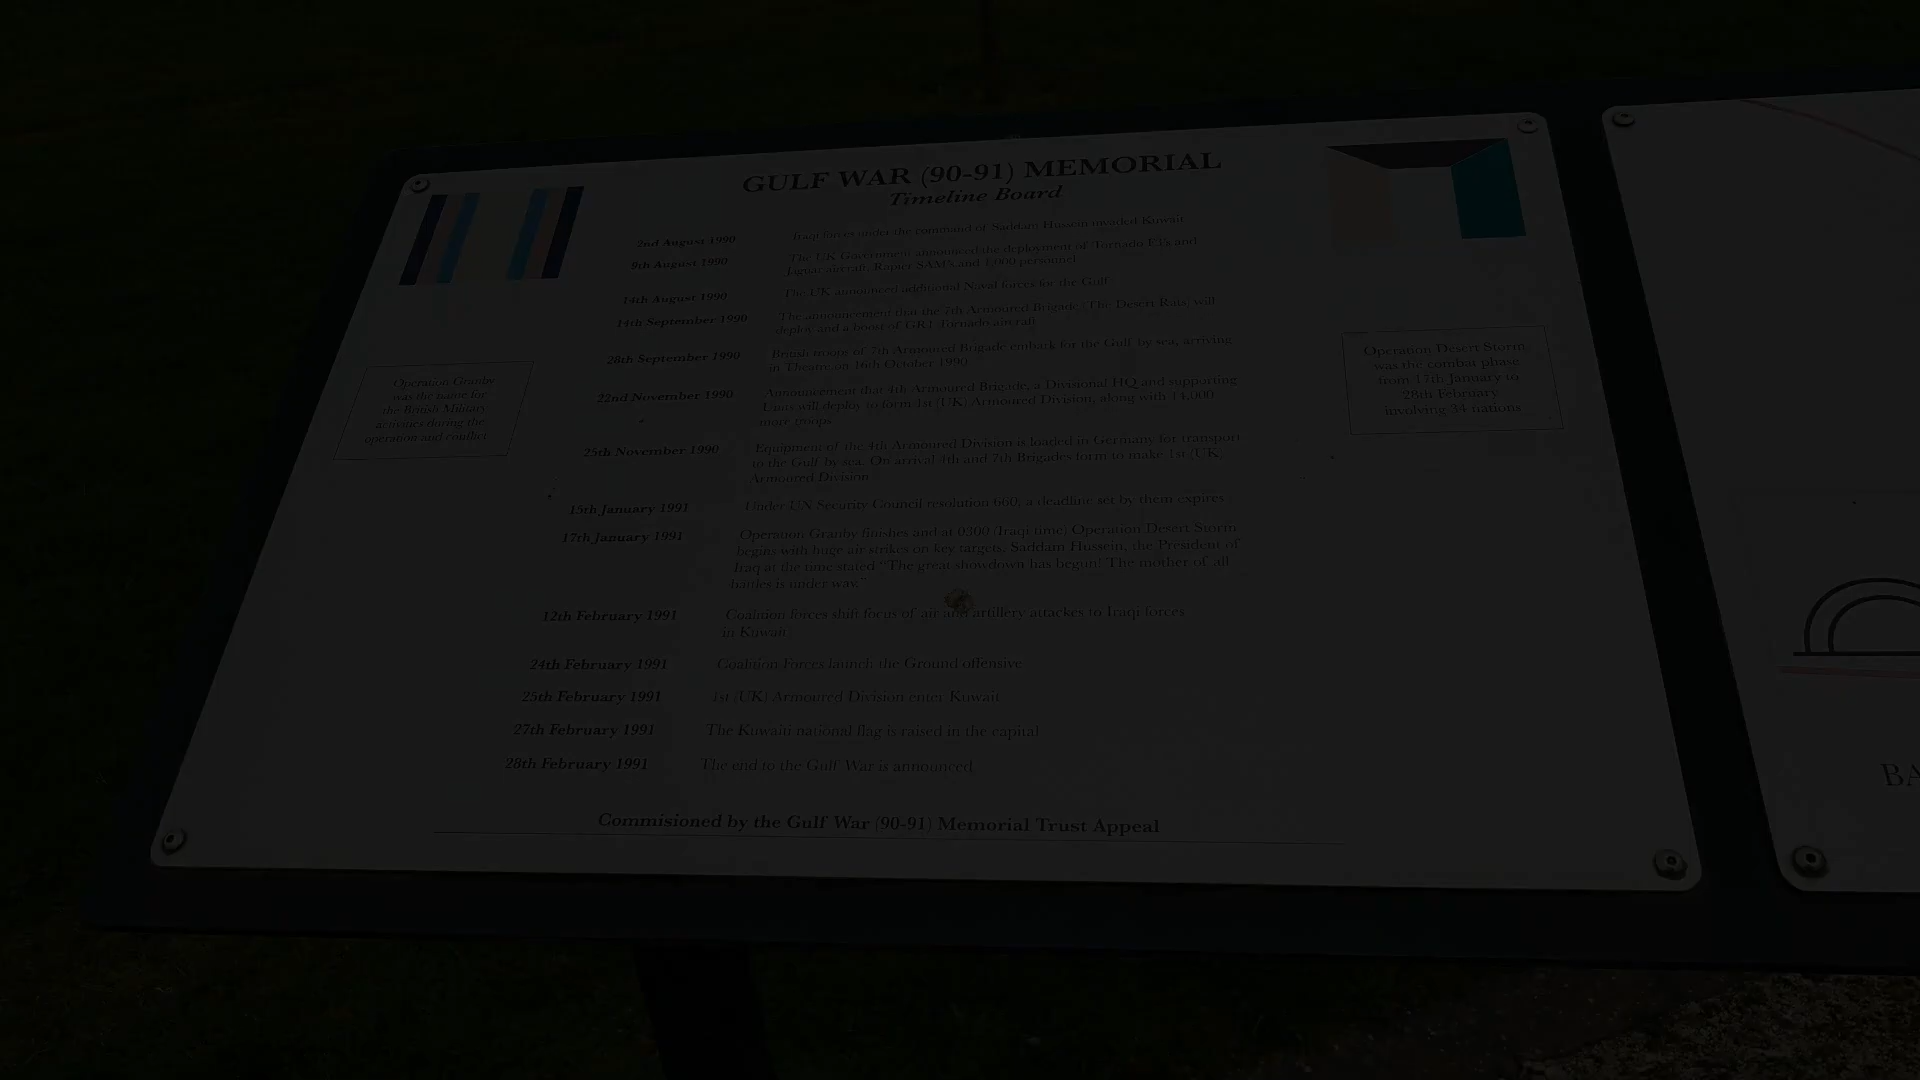 GULF WAR (90-91) MEMORIAL
Timeline Board
2nd August 1990 Iraqi forces under the command of Saddam Hussein invaded Kuwait
9th August 1990 The UK Government announced the deployment of Tornado F3's and
Jaguar aircraft, Rapier SAM's and 1,000 personnel
14th August 1990 The UK announced additional Naval forces for the Gulf
14th September 1990 The announcement that the 7th Armoured Brigade (The Desert Rats) will
deploy and a boost of GR1 Tornado aircraft
28th September 1990 British troops of 7th Armoured Brigade embark for the Gulf by sea, arriving
in Theatre on 16th October 1990
22nd November 1990 Announcement that 4th Armoured Brigade, a Divisional HQ and supporting
Units will deploy to form 1st (UK) Armoured Division, along with 14,000
more troops
25th November 1990 Equipment of the 4th Armoured Division is loaded in Germany for transport
to the Gulf by sea. On arrival 4th and 7th Brigades form to make 1st (UK)
Armoured Division
15th January 1991 Under UN Security Council resolution 660, a deadline set by them expires
17th January 1991 Operation Granby finishes and at 0300 (Iraqi time) Operation Desert Storm
begins with huge air strikes on key targets. Saddam Hussein, the President of
Iraq at the time stated "The great showdown has begun! The mother of all
battles is under way."
12th February 1991 Coalition forces shift focus of air and artillery attackes to Iraqi forces
in Kuwait
24th February 1991 Coalition Forces launch the Ground offensive
25th February 1991 1st (UK) Armoured Division enter Kuwait
27th February 1991 The Kuwaiti national flag is raised in the capital
28th February 1991 The end to the Gulf War is announced
Commisioned by the Gulf War (90-91) Memorial Trust Appeal
Operation Granby
was the name for
the British Military
activities during the
operation and conflict
Operation Desert Storm
was the combat phase
from 17th January to
28th February
involving 34 nations
BA